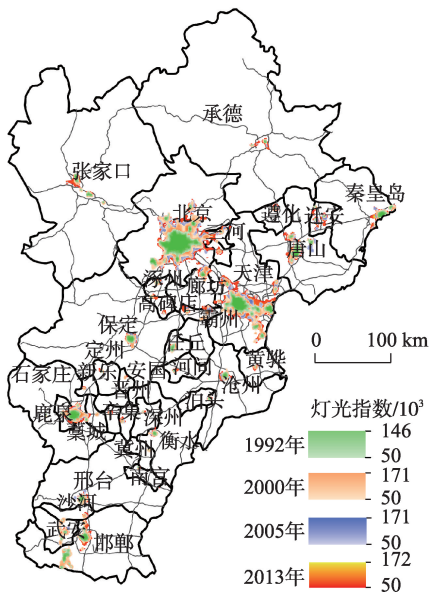 承德
张家口
秦皇岛
北京
三河
遵化
迁安
唐山
涿州
廊坊
天津
高碑店
霸州
保定
定州
任丘
黄骅
石家庄
新乐
安国
河间
沧州
晋州
泊头
鹿泉
辛集
深州
藁城
衡水
冀州
南宫
邢台
沙河
武安
邯郸
0 100 km
灯光指数/10³
1992年 146 50
2000年 171 50
2005年 171 50
2013年 172 50